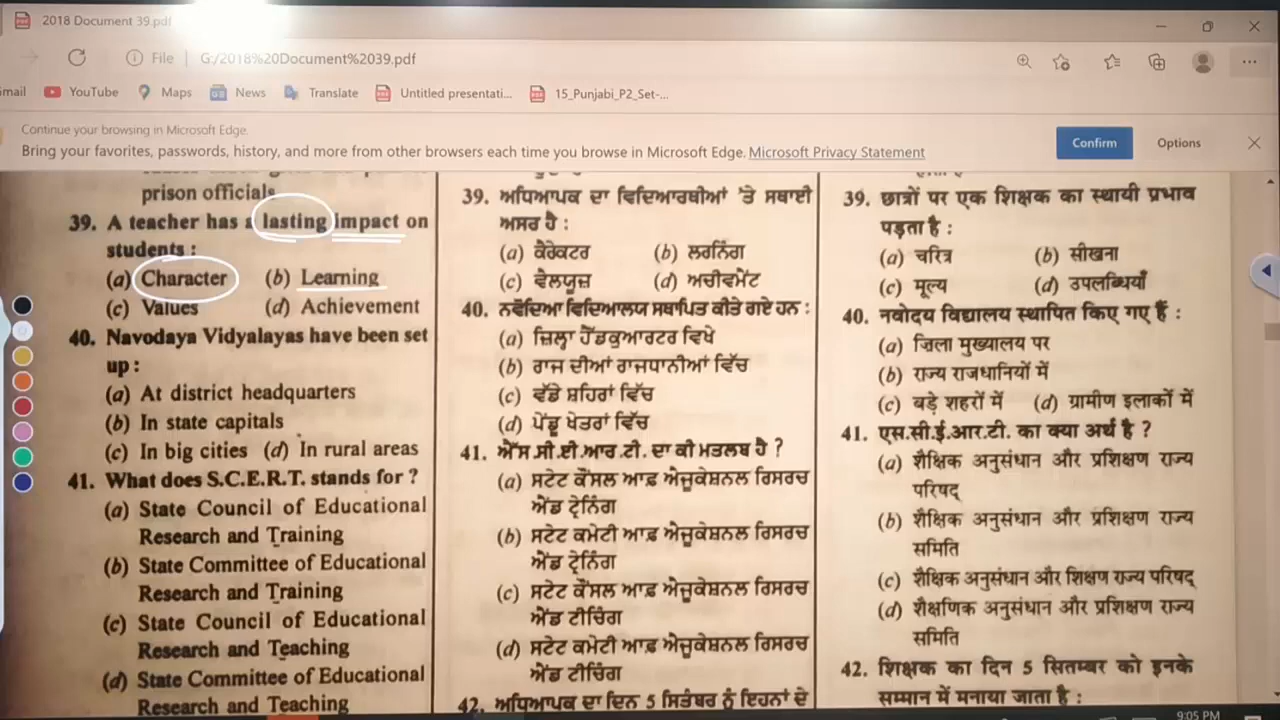 2018 Document 39.pdf
File
G:/2018%20Document%2039.pdf
mail
YouTube
Maps
News
Translate
Untitled presentati...
15_Punjabi_P2_Set-...
Continue your browsing in Microsoft Edge.
Bring your favorites, passwords, history, and more from other browsers each time you browse in Microsoft Edge. Microsoft Privacy Statement
Confirm
Options
prison officials
39. A teacher has a lasting impact on
students :
(a) Character (b) Learning
(c) Values (d) Achievement
40. Navodaya Vidyalayas have been set
up :
(a) At district headquarters
(b) In state capitals
(c) In big cities (d) In rural areas
41. What does S.C.E.R.T. stands for ?
(a) State Council of Educational
Research and Training
(b) State Committee of Educational
Research and Training
(c) State Council of Educational
Research and Teaching
(d) State Committee of Educational
Research and Teaching
39. ਅਧਿਆਪਕ ਦਾ ਵਿਦਿਆਰਥੀਆਂ 'ਤੇ ਸਥਾਈ
ਅਸਰ ਹੈ :
(a) ਕੈਰੇਕਟਰ (b) ਲਰਨਿੰਗ
(c) ਵੈਲਯੂਜ਼ (d) ਅਚੀਵਮੈਂਟ
40. ਨਵੋਦਿਆ ਵਿਦਿਆਲਯ ਸਥਾਪਿਤ ਕੀਤੇ ਗਏ ਹਨ :
(a) ਜ਼ਿਲ੍ਹਾ ਹੈੱਡਕੁਆਰਟਰ ਵਿਖੇ
(b) ਰਾਜ ਦੀਆਂ ਰਾਜਧਾਨੀਆਂ ਵਿੱਚ
(c) ਵੱਡੇ ਸ਼ਹਿਰਾਂ ਵਿੱਚ
(d) ਪੇਂਡੂ ਖੇਤਰਾਂ ਵਿੱਚ
41. ਐੱਸ.ਸੀ.ਈ.ਆਰ.ਟੀ. ਦਾ ਕੀ ਮਤਲਬ ਹੈ ?
(a) ਸਟੇਟ ਕੌਂਸਲ ਆਫ਼ ਐਜੂਕੇਸ਼ਨਲ ਰਿਸਰਚ
ਐਂਡ ਟ੍ਰੇਨਿੰਗ
(b) ਸਟੇਟ ਕਮੇਟੀ ਆਫ਼ ਐਜੂਕੇਸ਼ਨਲ ਰਿਸਰਚ
ਐਂਡ ਟ੍ਰੇਨਿੰਗ
(c) ਸਟੇਟ ਕੌਂਸਲ ਆਫ਼ ਐਜੂਕੇਸ਼ਨਲ ਰਿਸਰਚ
ਐਂਡ ਟੀਚਿੰਗ
(d) ਸਟੇਟ ਕਮੇਟੀ ਆਫ਼ ਐਜੂਕੇਸ਼ਨਲ ਰਿਸਰਚ
ਐਂਡ ਟੀਚਿੰਗ
42. ਅਧਿਆਪਕ ਦਾ ਦਿਨ 5 ਸਿਤੰਬਰ ਨੂੰ ਇਹਨਾਂ ਦੇ
39. छात्रों पर एक शिक्षक का स्थायी प्रभाव
पड़ता है :
(a) चरित्र (b) सीखना
(c) मूल्य (d) उपलब्धियाँ
40. नवोदय विद्यालय स्थापित किए गए हैं :
(a) ज़िला मुख्यालय पर
(b) राज्य राजधानियों में
(c) बड़े शहरों में (d) ग्रामीण इलाकों में
41. एस.सी.ई.आर.टी. का क्या अर्थ है ?
(a) शैक्षिक अनुसंधान और प्रशिक्षण राज्य
परिषद्
(b) शैक्षिक अनुसंधान और प्रशिक्षण राज्य
समिति
(c) शैक्षिक अनुसंधान और शिक्षण राज्य परिषद्
(d) शैक्षणिक अनुसंधान और प्रशिक्षण राज्य
समिति
42. शिक्षक का दिन 5 सितम्बर को इनके
सम्मान में मनाया जाता है :
9:05 PM